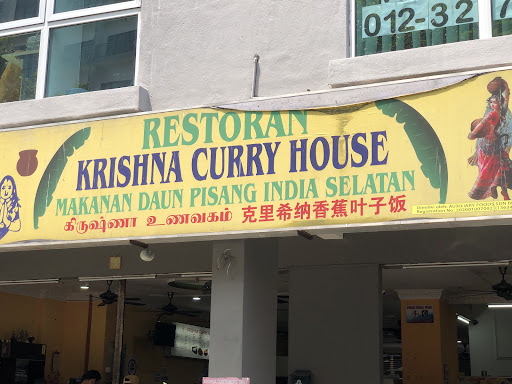 012-327
RESTORAN
KRISHNA CURRY HOUSE
MAKANAN DAUN PISANG INDIA SELATAN
கிருஷ்ணா உணவகம் 克里希纳香蕉叶子饭